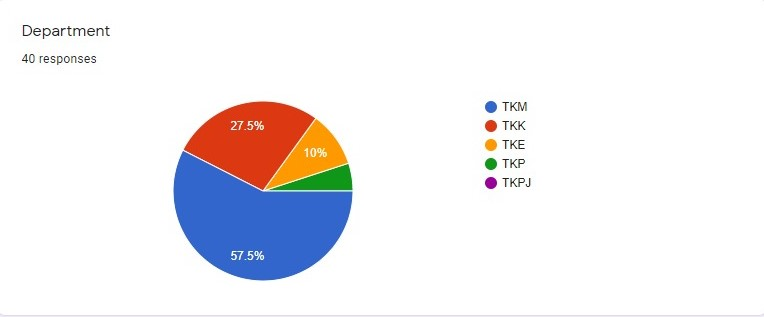 Department
40 responses
27.5%
10%
57.5%
TKM
TKK
TKE
TKP
TKPJ